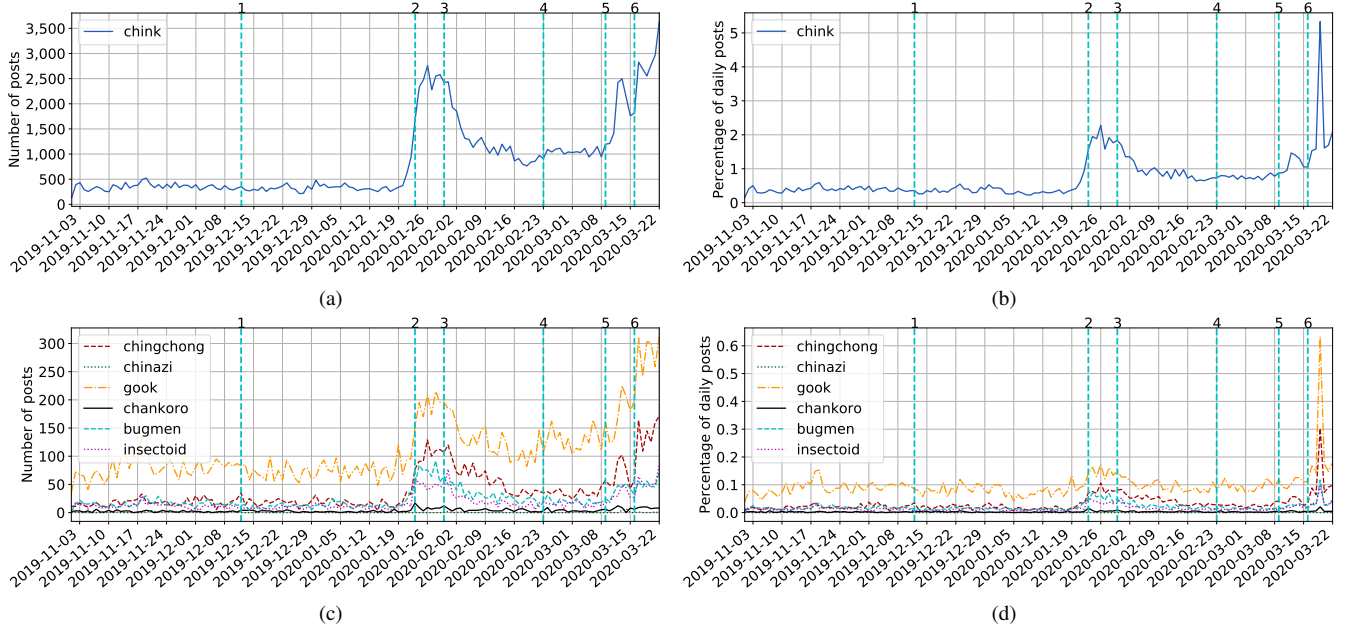 1 2 3 4 5 6
3,500
3,000
2,500
2,000
1,500
1,000
500
0
Number of posts
chink
2019-11-03 2019-11-10 2019-11-17 2019-11-24 2019-12-01 2019-12-08 2019-12-15 2019-12-22 2019-12-29 2020-01-05 2020-01-12 2020-01-19 2020-01-26 2020-02-02 2020-02-09 2020-02-16 2020-02-23 2020-03-01 2020-03-08 2020-03-15 2020-03-22
(a)
1 2 3 4 5 6
5
4
3
2
1
0
Percentage of daily posts
chink
2019-11-03 2019-11-10 2019-11-17 2019-11-24 2019-12-01 2019-12-08 2019-12-15 2019-12-22 2019-12-29 2020-01-05 2020-01-12 2020-01-19 2020-01-26 2020-02-02 2020-02-09 2020-02-16 2020-02-23 2020-03-01 2020-03-08 2020-03-15 2020-03-22
(b)
1 2 3 4 5 6
300
250
200
150
100
50
0
Number of posts
chingchong
chinazi
gook
chankoro
bugmen
insectoid
2019-11-03 2019-11-10 2019-11-17 2019-11-24 2019-12-01 2019-12-08 2019-12-15 2019-12-22 2019-12-29 2020-01-05 2020-01-12 2020-01-19 2020-01-26 2020-02-02 2020-02-09 2020-02-16 2020-02-23 2020-03-01 2020-03-08 2020-03-15 2020-03-22
(c)
1 2 3 4 5 6
0.6
0.5
0.4
0.3
0.2
0.1
0.0
Percentage of daily posts
chingchong
chinazi
gook
chankoro
bugmen
insectoid
2019-11-03 2019-11-10 2019-11-17 2019-11-24 2019-12-01 2019-12-08 2019-12-15 2019-12-22 2019-12-29 2020-01-05 2020-01-12 2020-01-19 2020-01-26 2020-02-02 2020-02-09 2020-02-16 2020-02-23 2020-03-01 2020-03-08 2020-03-15 2020-03-22
(d)